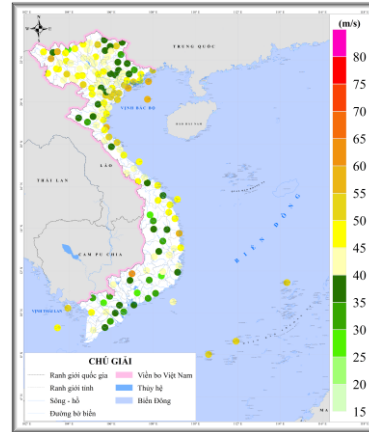 (m/s)
80
75
70
65
60
55
50
45
40
35
30
25
20
15
TRUNG QUỐC
VỊNH BẮC BỘ
LÀO
THÁI LAN
BIỂN ĐÔNG
CAM PU CHIA
VỊNH THÁI LAN
MA
CHÚ GIẢI
Ranh giới quốc gia
Ranh giới tỉnh
Sông - hồ
Đường bờ biển
Viền bo Việt Nam
Thủy hệ
Biển Đông